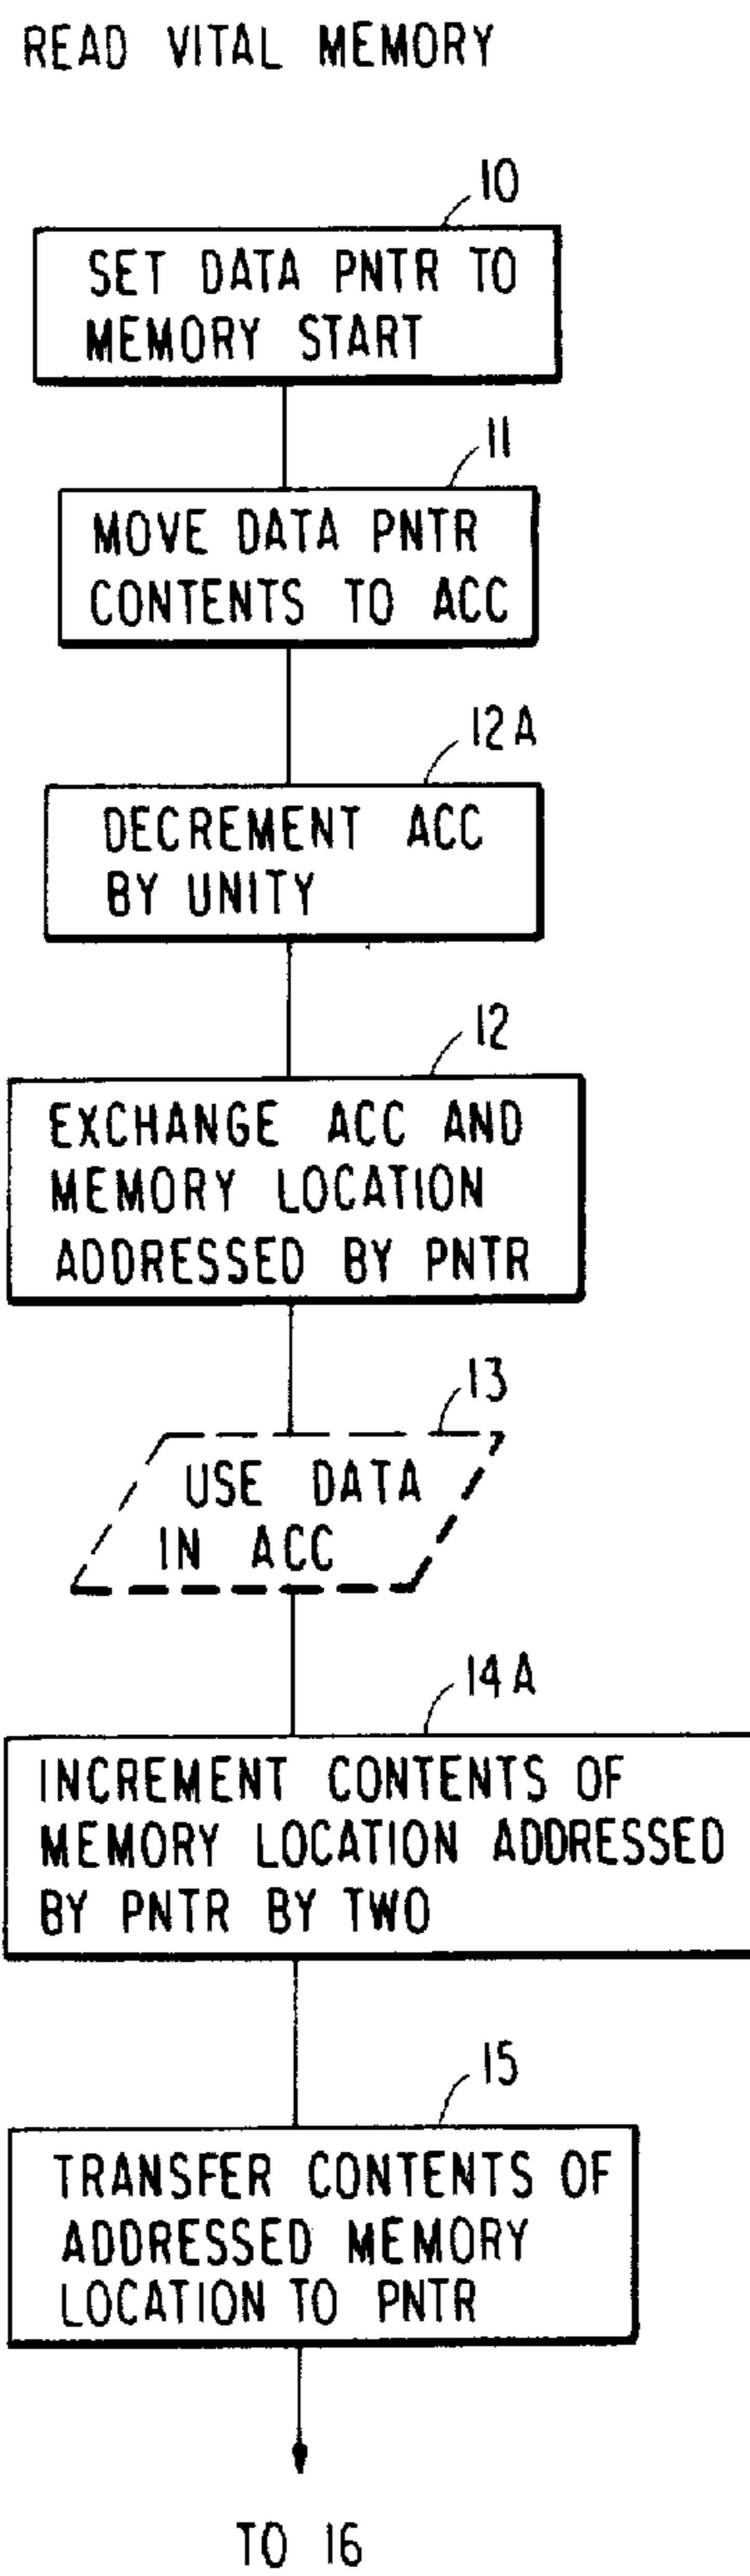 READ VITAL MEMORY
10
SET DATA PNTR TO
MEMORY START
11
MOVE DATA PNTR
CONTENTS TO ACC
12A
DECREMENT ACC
BY UNITY
12
EXCHANGE ACC AND
MEMORY LOCATION
ADDRESSED BY PNTR
13
USE DATA
IN ACC
14A
INCREMENT CONTENTS OF
MEMORY LOCATION ADDRESSED
BY PNTR BY TWO
15
TRANSFER CONTENTS OF
ADDRESSED MEMORY
LOCATION TO PNTR
TO 16